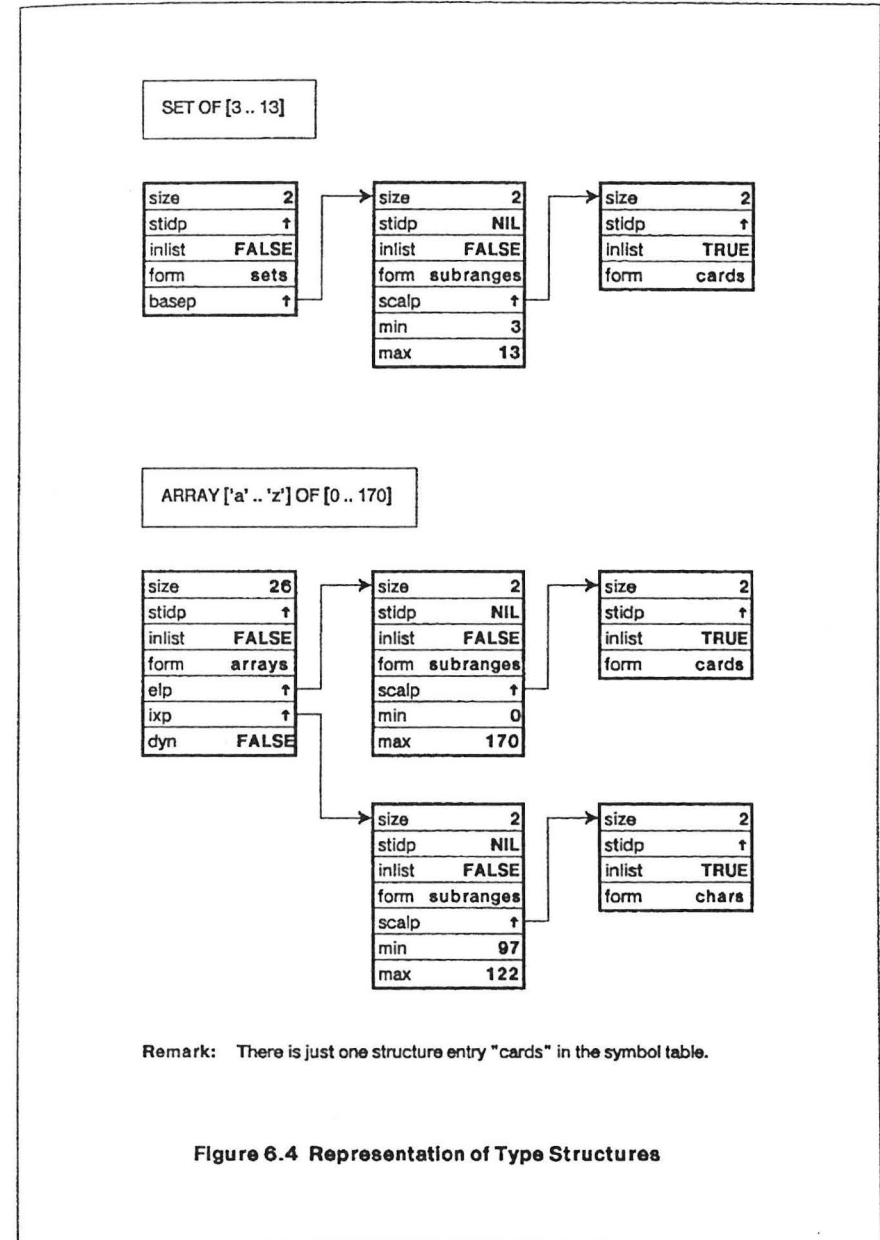 SET OF [3 .. 13]
size 2
stidp ↑
inlist FALSE
form sets
basep ↑
size 2
stidp NIL
inlist FALSE
form subranges
scalp ↑
min 3
max 13
size 2
stidp ↑
inlist TRUE
form cards
ARRAY ['a' .. 'z'] OF [0 .. 170]
size 26
stidp ↑
inlist FALSE
form arrays
elp ↑
ixp ↑
dyn FALSE
size 2
stidp NIL
inlist FALSE
form subranges
scalp ↑
min 0
max 170
size 2
stidp ↑
inlist TRUE
form cards
size 2
stidp NIL
inlist FALSE
form subranges
scalp ↑
min 97
max 122
size 2
stidp ↑
inlist TRUE
form chars
Remark: There is just one structure entry "cards" in the symbol table.
Figure 6.4 Representation of Type Structures